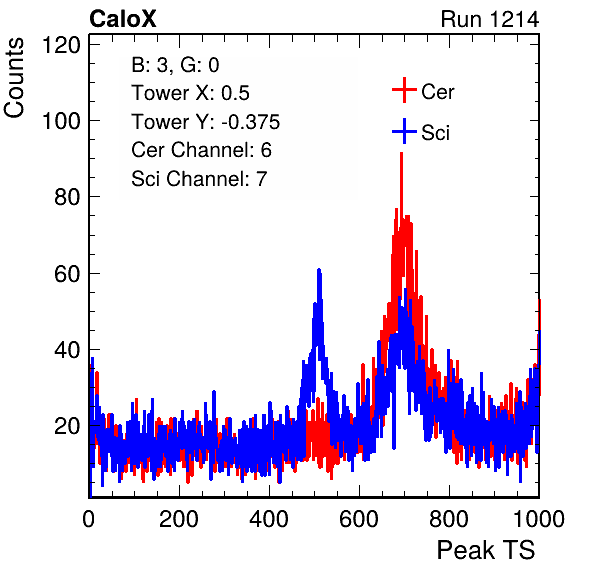 CaloX Run 1214
Counts
120
100
80
60
40
20
B: 3, G: 0
Tower X: 0.5
Tower Y: -0.375
Cer Channel: 6
Sci Channel: 7
Cer
Sci
0 200 400 600 800 1000
Peak TS